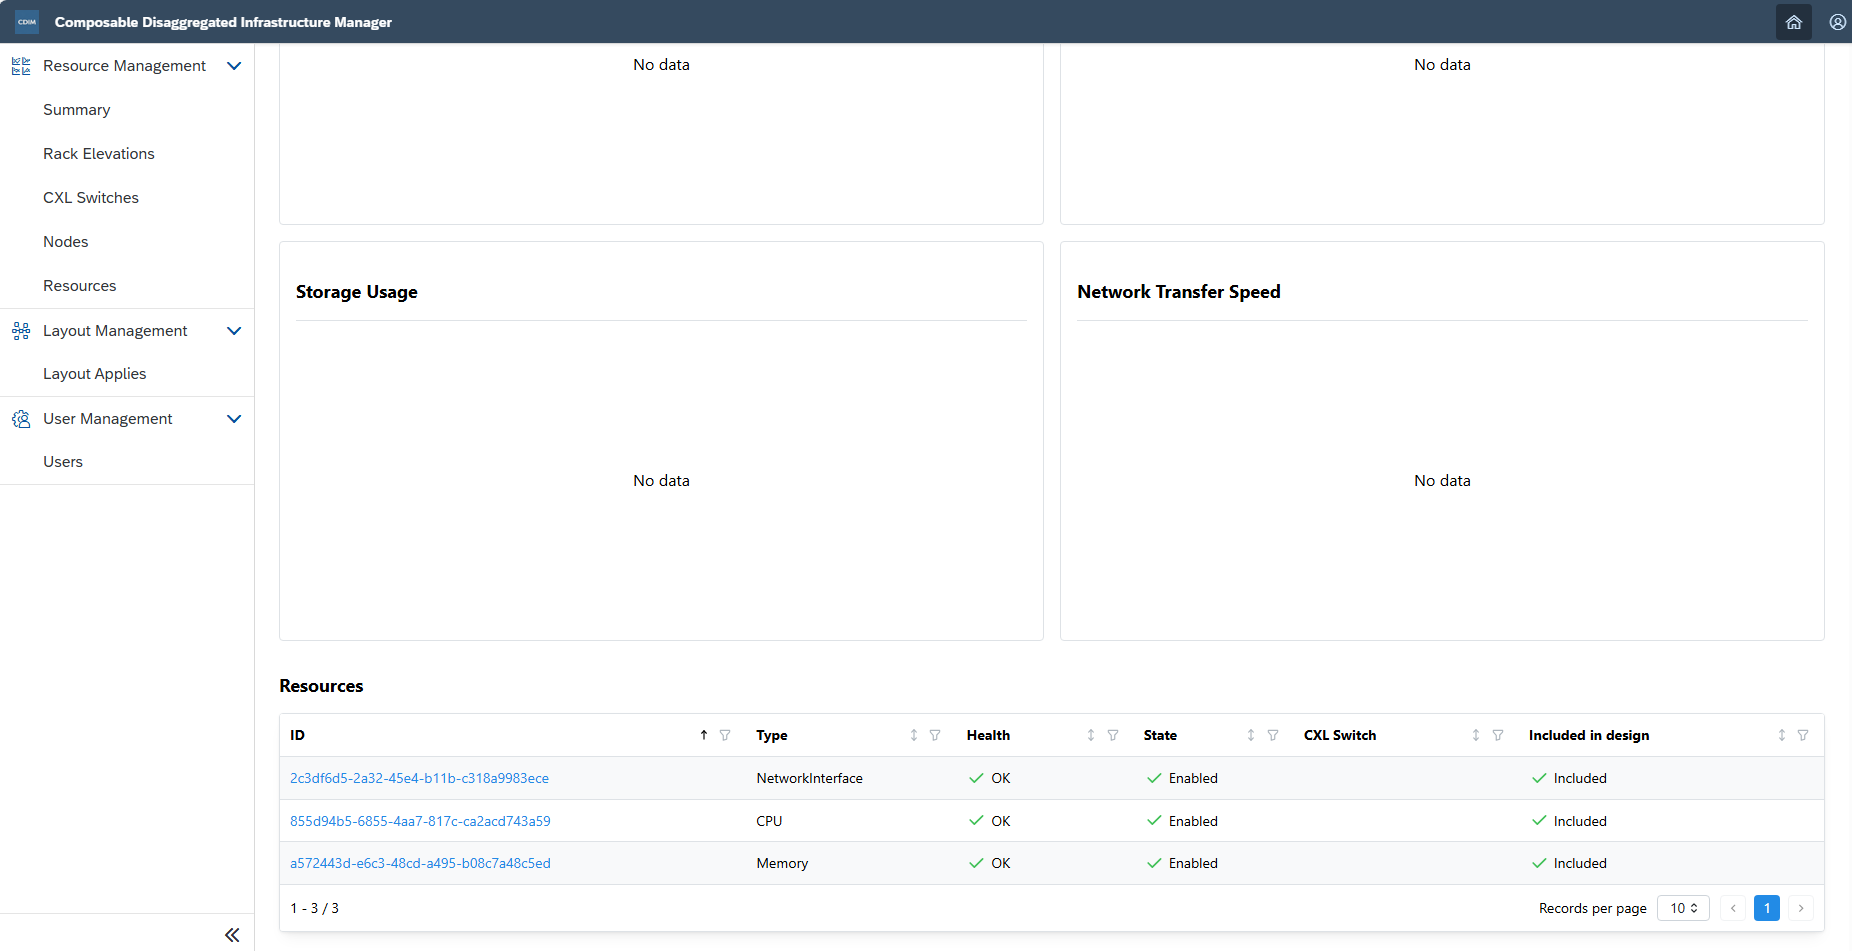 CDIM
Composable Disaggregated Infrastructure Manager
Resource Management
Summary
Rack Elevations
CXL Switches
Nodes
Resources
Layout Management
Layout Applies
User Management
Users
No data
No data
Storage Usage
No data
Network Transfer Speed
No data
Resources
ID Type Health State CXL Switch Included in design
2c3df6d5-2a32-45e4-b11b-c318a9983ece NetworkInterface OK Enabled Included
855d94b5-6855-4aa7-817c-ca2acd743a59 CPU OK Enabled Included
a572443d-e6c3-48cd-a495-b08c7a48c5ed Memory OK Enabled Included
1 - 3 / 3
Records per page 10 1